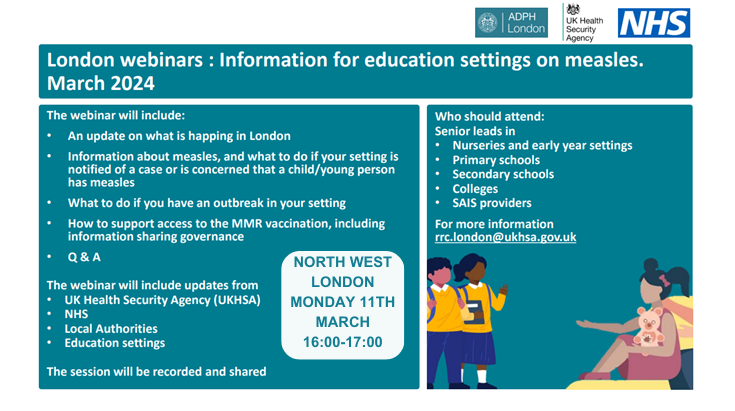 ADPH
London
UK Health
Security
Agency
NHS
London webinars : Information for education settings on measles.
March 2024
The webinar will include:
• An update on what is happing in London
• Information about measles, and what to do if your setting is
notified of a case or is concerned that a child/young person
has measles
• What to do if you have an outbreak in your setting
• How to support access to the MMR vaccination, including
information sharing governance
• Q & A
The webinar will include updates from
• UK Health Security Agency (UKHSA)
• NHS
• Local Authorities
• Education settings
The session will be recorded and shared
NORTH WEST
LONDON
MONDAY 11TH
MARCH
16:00-17:00
Who should attend:
Senior leads in
• Nurseries and early year settings
• Primary schools
• Secondary schools
• Colleges
• SAIS providers
For more information
rrc.london@ukhsa.gov.uk